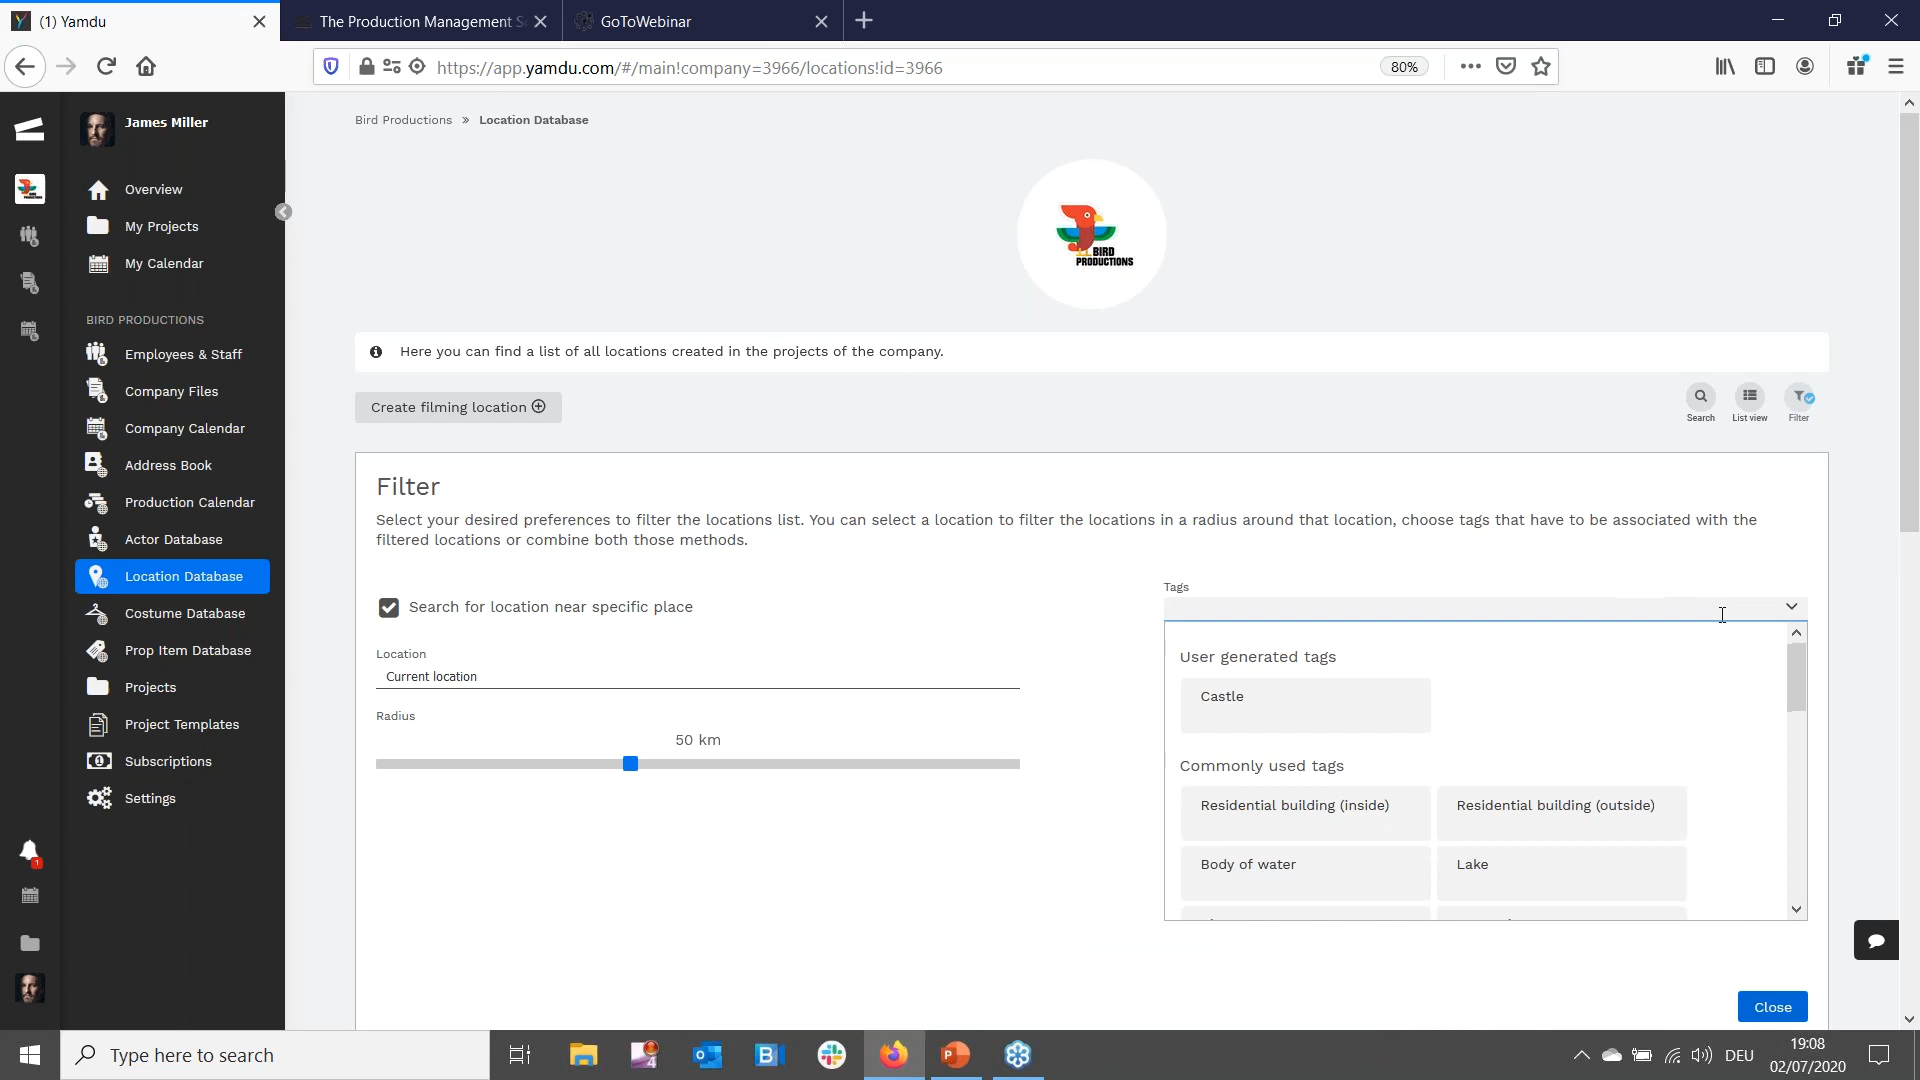 (1) Yamdu
The Production Management S
GoToWebinar
https://app.yamdu.com/#/main!company=3966/locations!id=3966
80%
James Miller
Overview
My Projects
My Calendar
BIRD PRODUCTIONS
Employees & Staff
Company Files
Company Calendar
Address Book
Production Calendar
Actor Database
Location Database
Costume Database
Prop Item Database
Projects
Project Templates
Subscriptions
Settings
1
Bird Productions » Location Database
BIRD
PRODUCTIONS
Here you can find a list of all locations created in the projects of the company.
Create filming location
Search
List view
Filter
Filter
Select your desired preferences to filter the locations list. You can select a location to filter the locations in a radius around that location, choose tags that have to be associated with the
filtered locations or combine both those methods.
Search for location near specific place
Location
Current location
Radius
50 km
Tags
User generated tags
Castle
Commonly used tags
Residential building (inside)
Residential building (outside)
Body of water
Lake
Close
Type here to search
DEU
19:08
02/07/2020